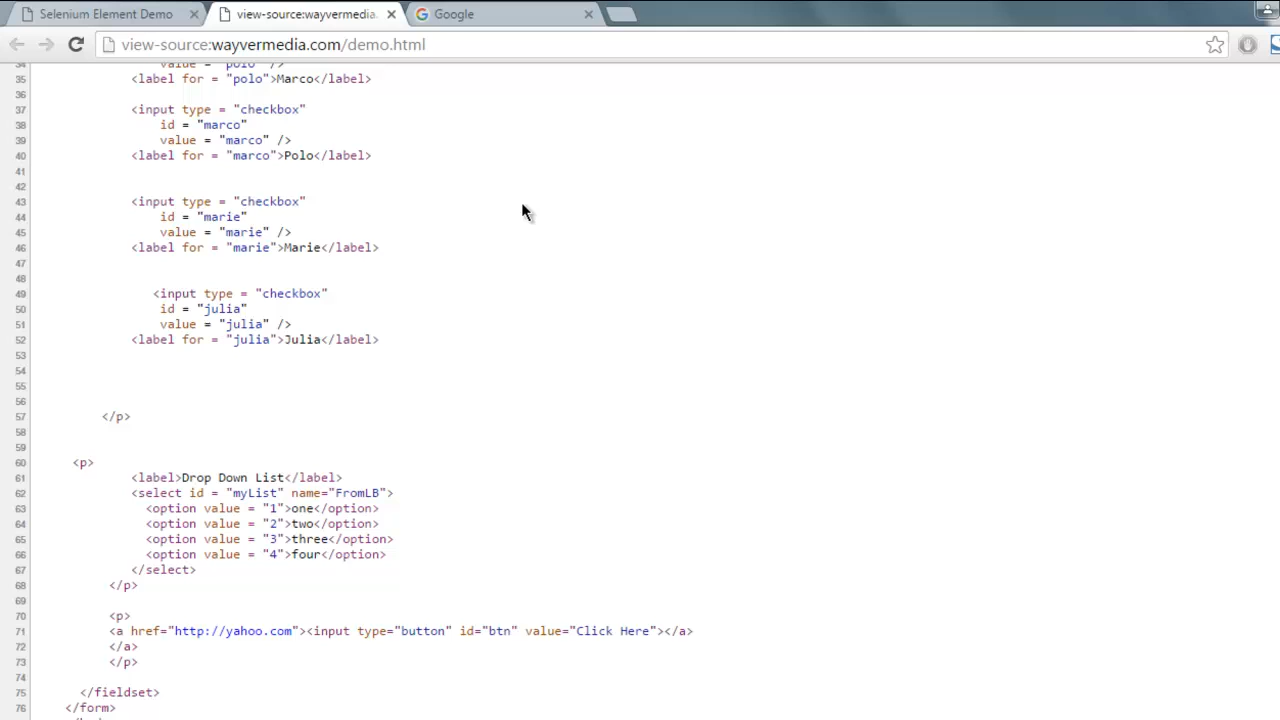 Selenium Element Demo
view-source:wayvermedia.
Google
view-source:wayvermedia.com/demo.html
34 value = "polo" />
35 <label for = "polo">Marco</label>
36
37 <input type = "checkbox"
38 id = "marco"
39 value = "marco" />
40 <label for = "marco">Polo</label>
41
42
43 <input type = "checkbox"
44 id = "marie"
45 value = "marie" />
46 <label for = "marie">Marie</label>
47
48
49 <input type = "checkbox"
50 id = "julia"
51 value = "julia" />
52 <label for = "julia">Julia</label>
53
54
55
56
57 </p>
58
59
60 <p>
61 <label>Drop Down List</label>
62 <select id = "myList" name="FromLB">
63 <option value = "1">one</option>
64 <option value = "2">two</option>
65 <option value = "3">three</option>
66 <option value = "4">four</option>
67 </select>
68 </p>
69
70 <p>
71 <a href="http://yahoo.com"><input type="button" id="btn" value="Click Here"></a>
72 </a>
73 </p>
74
75 </fieldset>
76 </form>